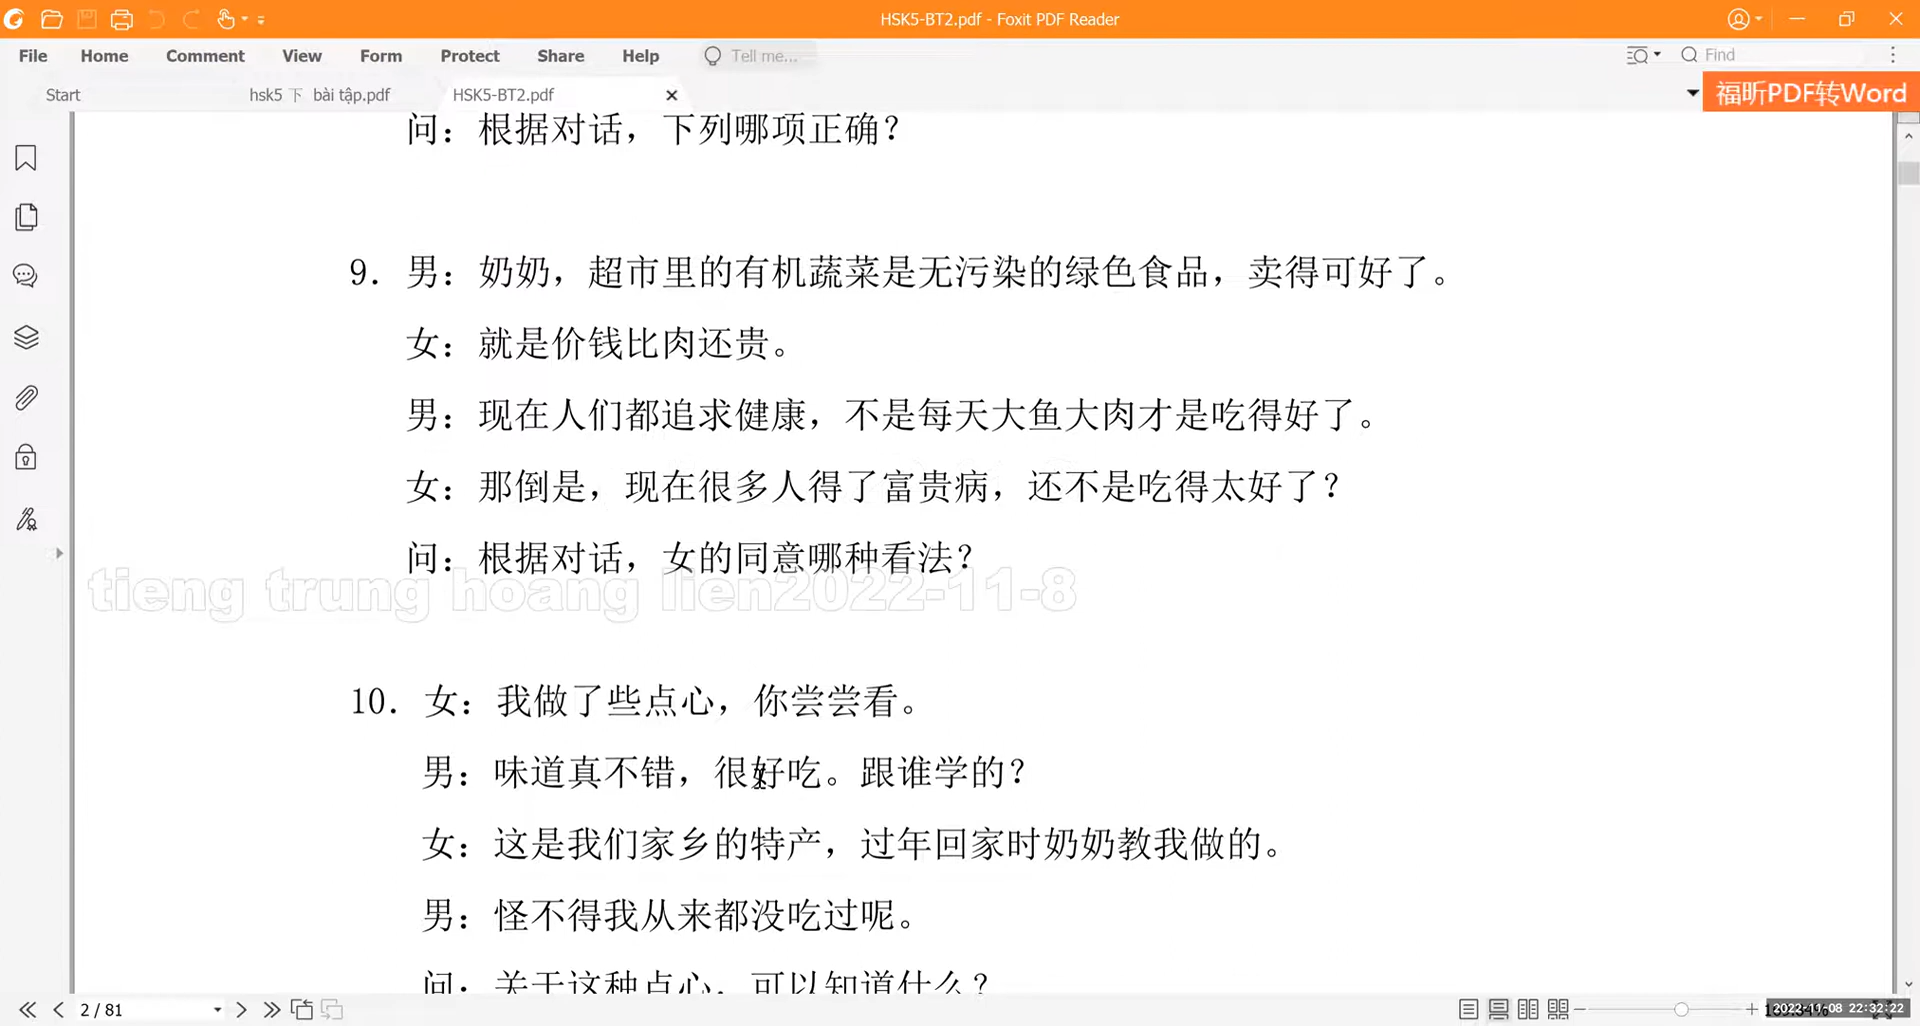 HSK5-BT2.pdf - Foxit PDF Reader
File Home Comment View Form Protect Share Help Tell me... Find
Start hsk5 下 bài tập.pdf HSK5-BT2.pdf 福昕PDF转Word
问：根据对话，下列哪项正确？
9. 男：奶奶，超市里的有机蔬菜是无污染的绿色食品，卖得可好了。
女：就是价钱比肉还贵。
男：现在人们都追求健康，不是每天大鱼大肉才是吃得好了。
女：那倒是，现在很多人得了富贵病，还不是吃得太好了？
问：根据对话，女的同意哪种看法？
tieng trung hoang lien2022-11-8
10. 女：我做了些点心，你尝尝看。
男：味道真不错，很好吃。跟谁学的？
女：这是我们家乡的特产，过年回家时奶奶教我做的。
男：怪不得我从来都没吃过呢。
问：关于这种点心，可以知道什么？
2 / 81 2022-11-08 22:32:22